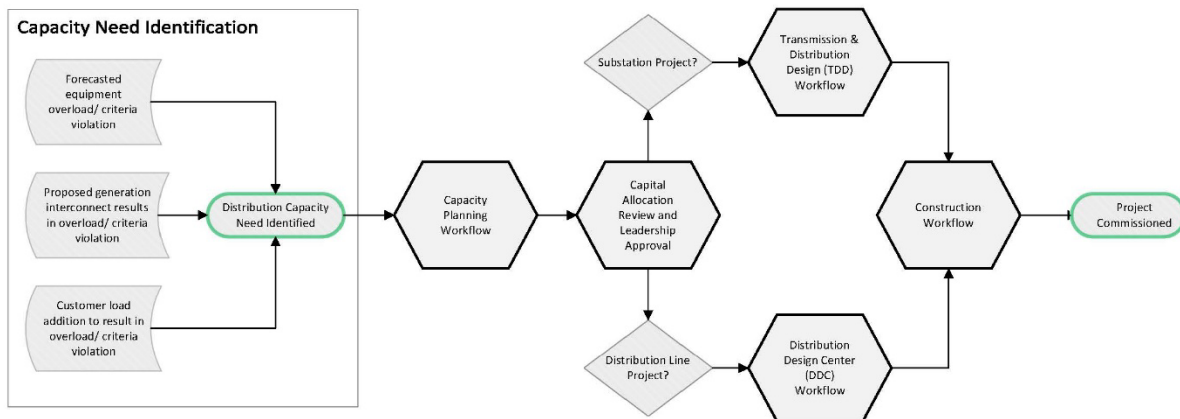 Capacity Need Identification
Forecasted
equipment
overload/ criteria
violation
Proposed generation
interconnect results
in overload/ criteria
violation
Customer load
addition to result in
overload/ criteria
violation
Distribution Capacity
Need Identified
Capacity
Planning
Workflow
Capital
Allocation
Review and
Leadership
Approval
Substation Project?
Transmission &
Distribution
Design (TDD)
Workflow
Distribution Line
Project?
Distribution
Design Center
(DDC)
Workflow
Construction
Workflow
Project
Commissioned